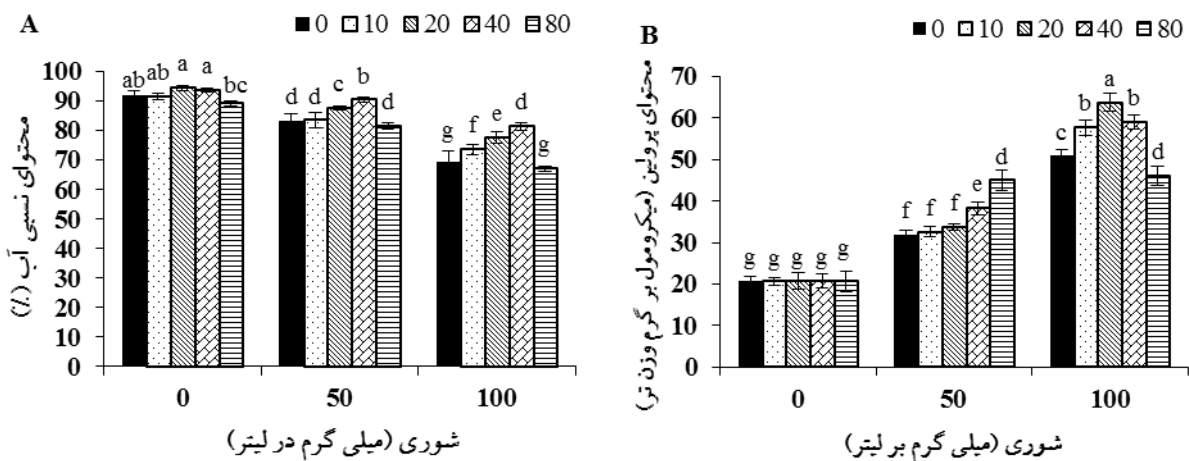 A
0 10 20 40 80
محتوای نسبی آب (٪)
100
90
80
70
60
50
40
30
20
10
0
ab ab a a bc
d d c b d
g f e d g
0 50 100
شوری (میلی گرم در لیتر)
B
0 10 20 40 80
محتوای پرولین (میکرومول بر گرم وزن تر)
70
60
50
40
30
20
10
0
g g g g g
f f f e d
c b a b d
0 50 100
شوری (میلی گرم بر لیتر)